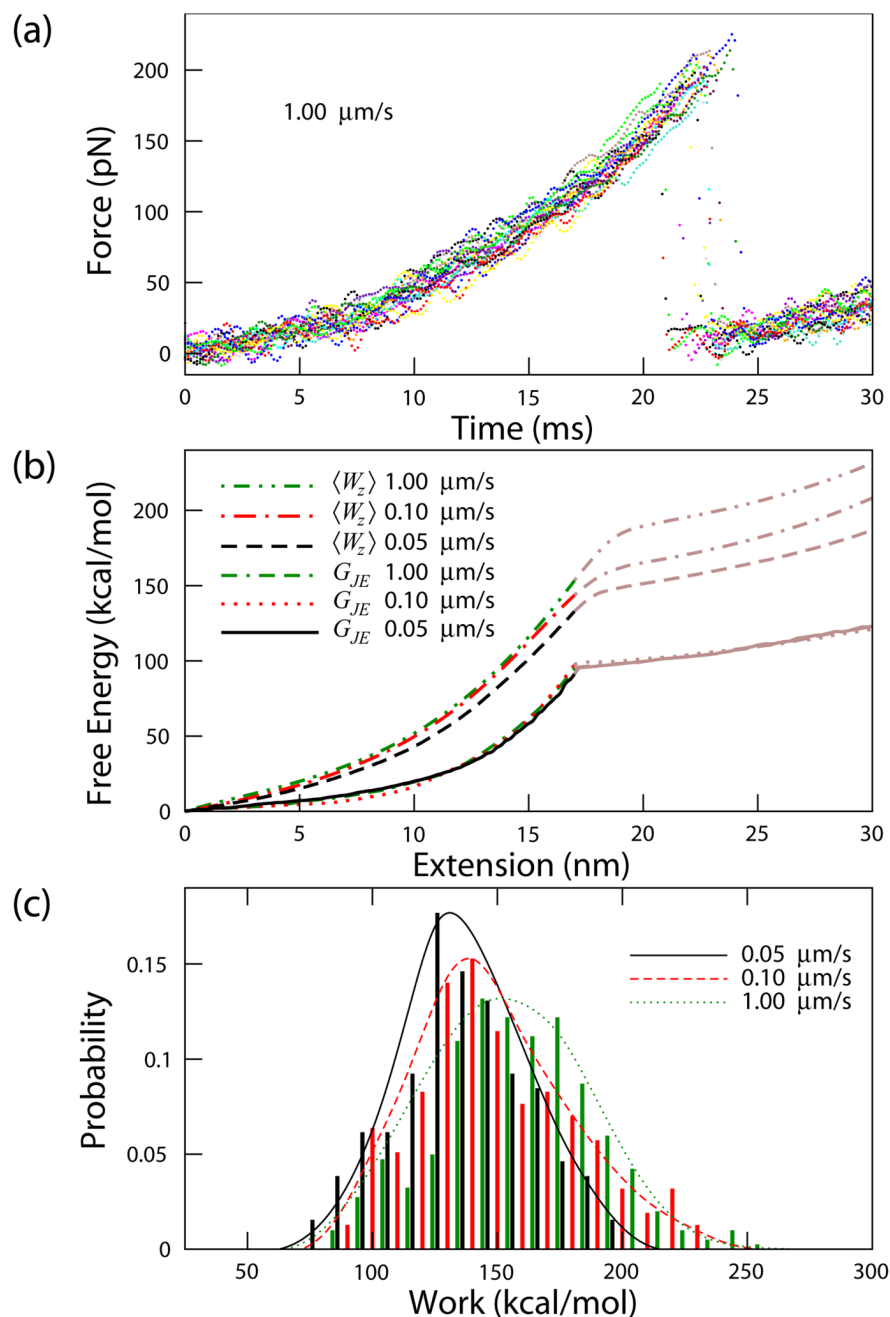 (a)
200
150
100
50
0
Force (pN)
1.00 μm/s
0 5 10 15 20 25 30
Time (ms)
(b)
200
150
100
50
0
Free Energy (kcal/mol)
⟨W_z⟩ 1.00 μm/s
⟨W_z⟩ 0.10 μm/s
⟨W_z⟩ 0.05 μm/s
G_JE 1.00 μm/s
G_JE 0.10 μm/s
G_JE 0.05 μm/s
0 5 10 15 20 25 30
Extension (nm)
(c)
0.15
0.1
0.05
0
Probability
0.05 μm/s
0.10 μm/s
1.00 μm/s
50 100 150 200 250 300
Work (kcal/mol)